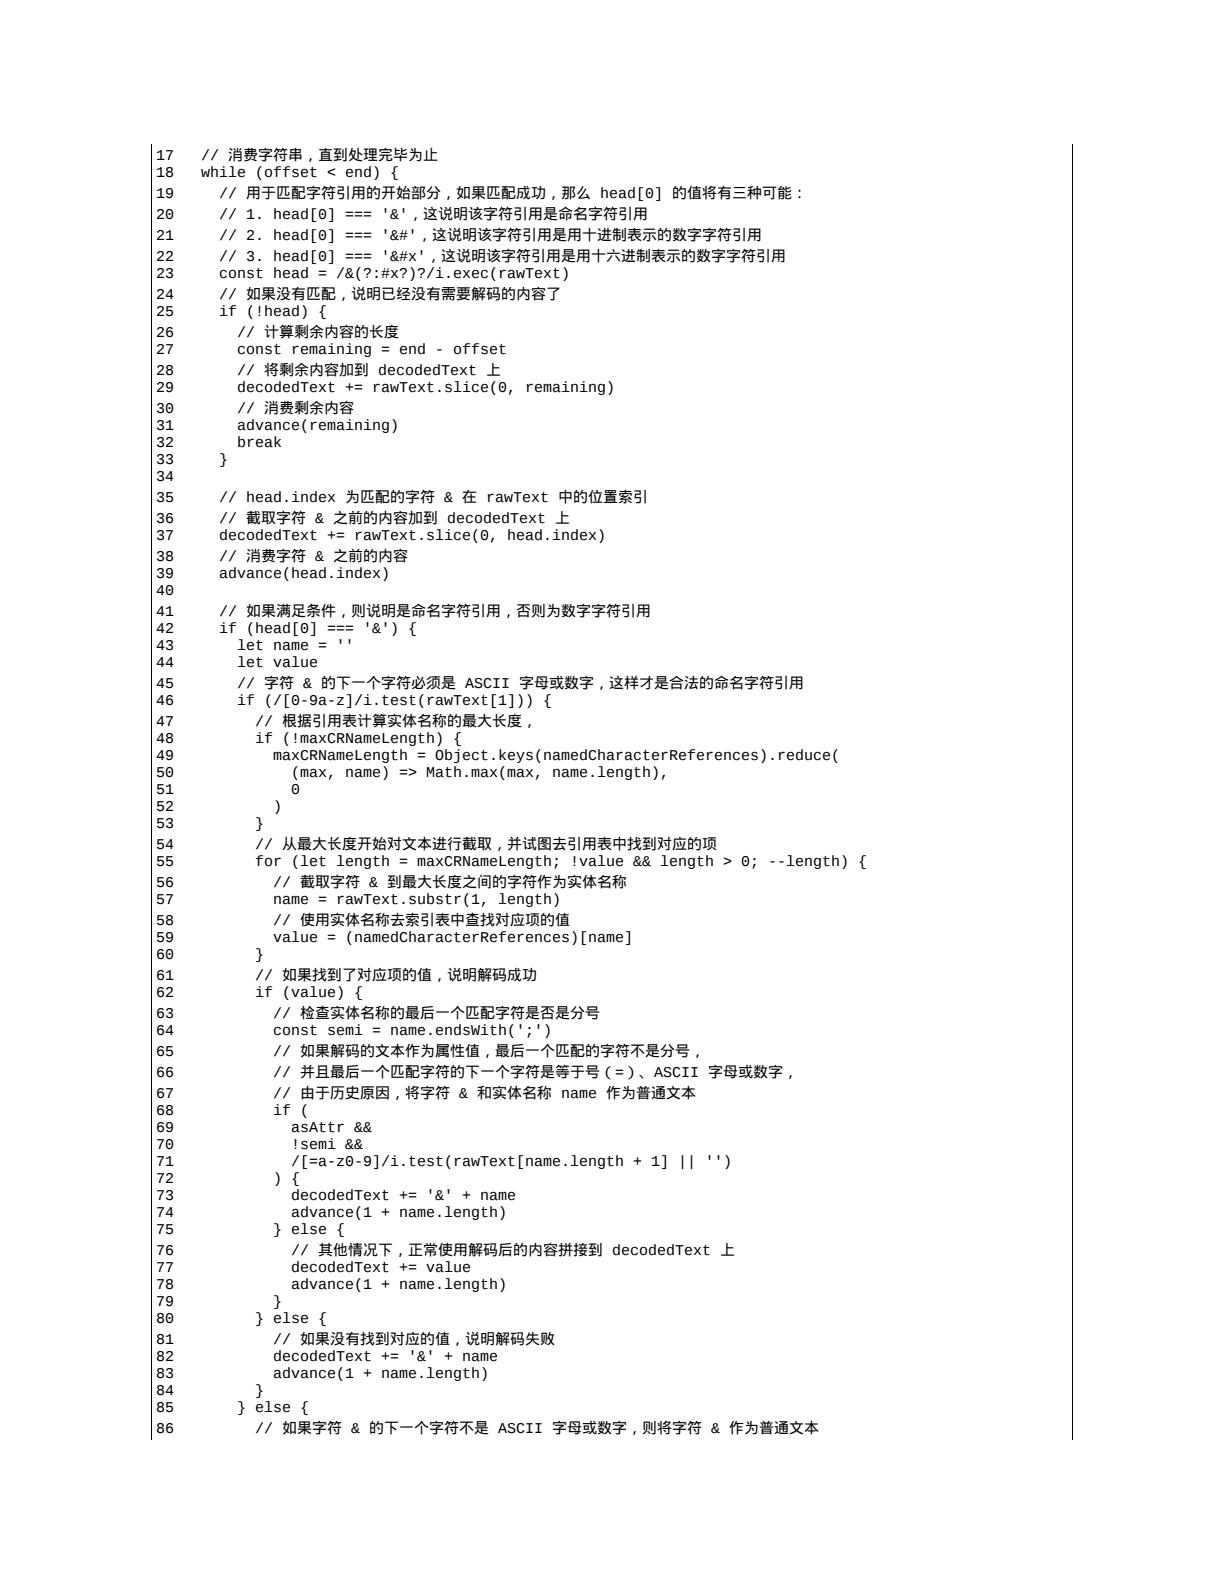 17   // 消费字符串，直到处理完毕为止
18   while (offset < end) {
19     // 用于匹配字符引用的开始部分，如果匹配成功，那么 head[0] 的值将有三种可能：
20     // 1. head[0] === '&'，这说明该字符引用是命名字符引用
21     // 2. head[0] === '&#'，这说明该字符引用是用十进制表示的数字字符引用
22     // 3. head[0] === '&#x'，这说明该字符引用是用十六进制表示的数字字符引用
23     const head = /&(?:#x?)?/i.exec(rawText)
24     // 如果没有匹配，说明已经没有需要解码的内容了
25     if (!head) {
26       // 计算剩余内容的长度
27       const remaining = end - offset
28       // 将剩余内容加到 decodedText 上
29       decodedText += rawText.slice(0, remaining)
30       // 消费剩余内容
31       advance(remaining)
32       break
33     }
34
35     // head.index 为匹配的字符 & 在 rawText 中的位置索引
36     // 截取字符 & 之前的内容加到 decodedText 上
37     decodedText += rawText.slice(0, head.index)
38     // 消费字符 & 之前的内容
39     advance(head.index)
40
41     // 如果满足条件，则说明是命名字符引用，否则为数字字符引用
42     if (head[0] === '&') {
43       let name = ''
44       let value
45       // 字符 & 的下一个字符必须是 ASCII 字母或数字，这样才是合法的命名字符引用
46       if (/[0-9a-z]/i.test(rawText[1])) {
47         // 根据引用表计算实体名称的最大长度，
48         if (!maxCRNameLength) {
49           maxCRNameLength = Object.keys(namedCharacterReferences).reduce(
50             (max, name) => Math.max(max, name.length),
51             0
52           )
53         }
54         // 从最大长度开始对文本进行截取，并试图去引用表中找到对应的项
55         for (let length = maxCRNameLength; !value && length > 0; --length) {
56           // 截取字符 & 到最大长度之间的字符作为实体名称
57           name = rawText.substr(1, length)
58           // 使用实体名称去索引表中查找对应项的值
59           value = (namedCharacterReferences)[name]
60         }
61         // 如果找到了对应项的值，说明解码成功
62         if (value) {
63           // 检查实体名称的最后一个匹配字符是否是分号
64           const semi = name.endsWith(';')
65           // 如果解码的文本作为属性值，最后一个匹配的字符不是分号，
66           // 并且最后一个匹配字符的下一个字符是等于号（=）、ASCII 字母或数字，
67           // 由于历史原因，将字符 & 和实体名称 name 作为普通文本
68           if (
69             asAttr &&
70             !semi &&
71             /[=a-z0-9]/i.test(rawText[name.length + 1] || '')
72           ) {
73             decodedText += '&' + name
74             advance(1 + name.length)
75           } else {
76             // 其他情况下，正常使用解码后的内容拼接到 decodedText 上
77             decodedText += value
78             advance(1 + name.length)
79           }
80         } else {
81           // 如果没有找到对应的值，说明解码失败
82           decodedText += '&' + name
83           advance(1 + name.length)
84         }
85       } else {
86         // 如果字符 & 的下一个字符不是 ASCII 字母或数字，则将字符 & 作为普通文本